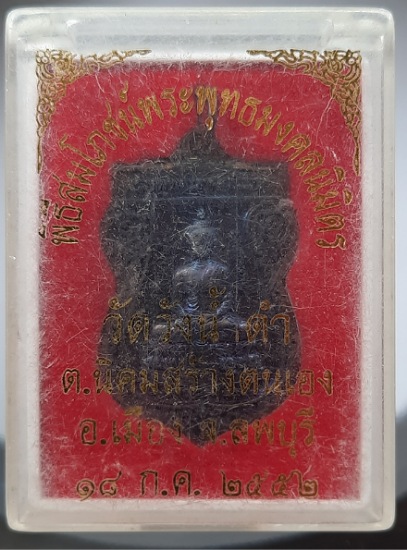 พิธีสมโภชน์พระพุทธมงคลนิมิตร
วัดวังน้ำดำ
ต.นิคมสร้างตนเอง
อ.เมือง จ.ลพบุรี
๑๘ ก.ค. ๒๕๕๒